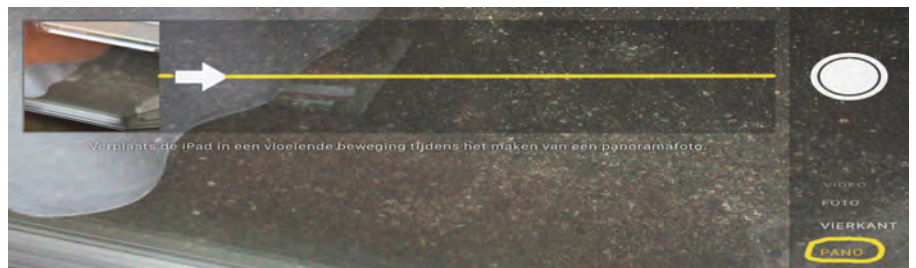 Verplaats de iPad in een vloeiende beweging tijdens het maken van een panoramafoto.
VIDEO
FOTO
VIERKANT
PANO